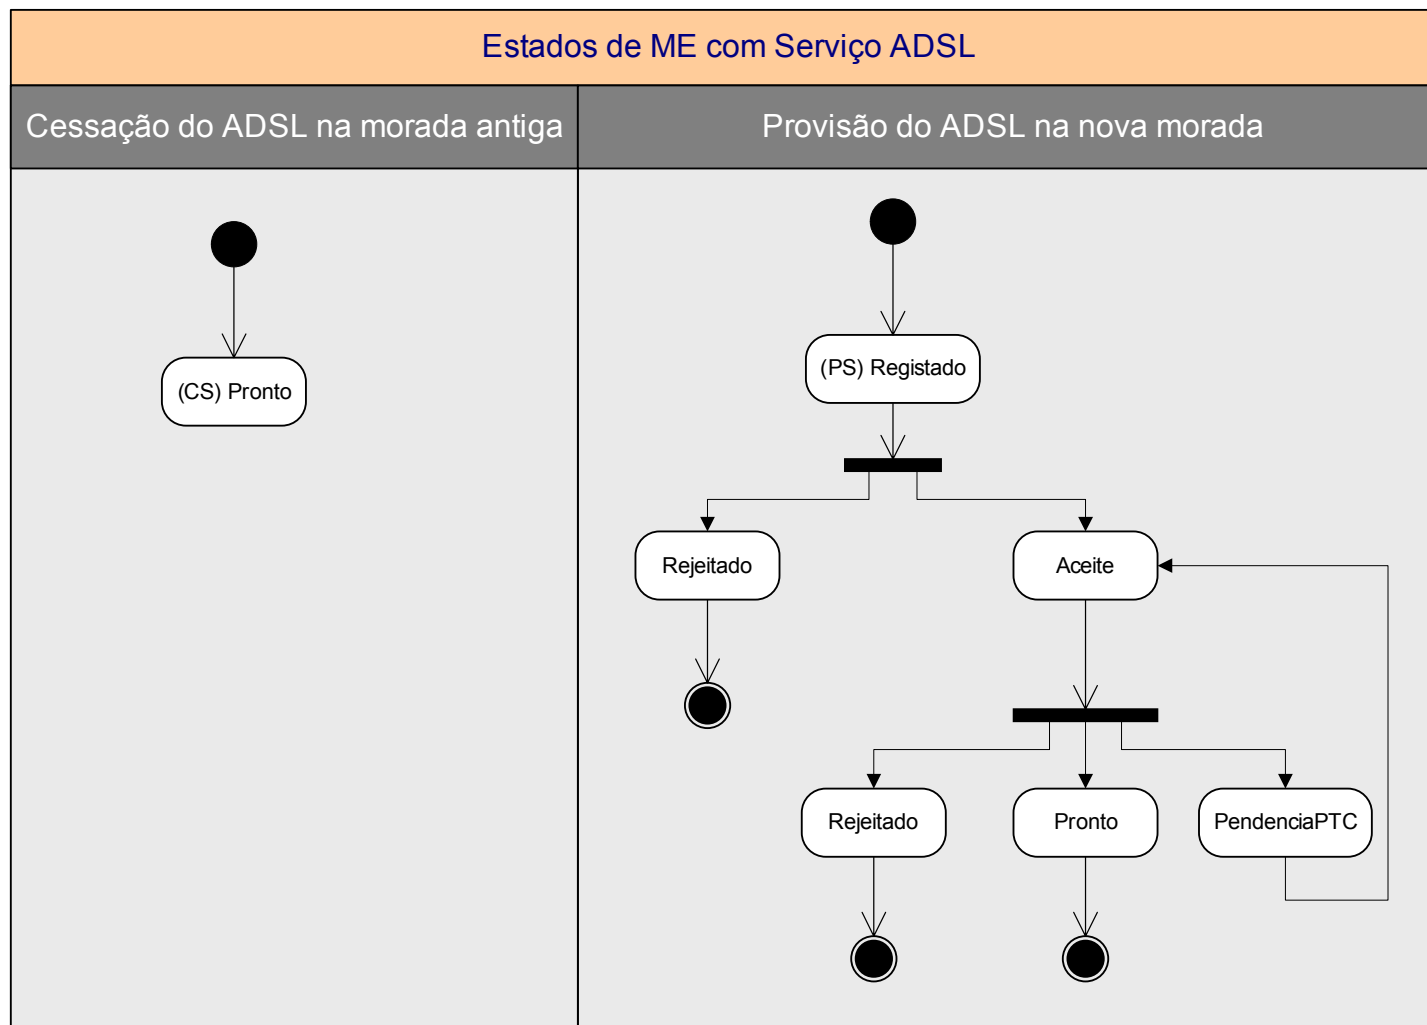 Estados de ME com Serviço ADSL
Cessação do ADSL na morada antiga
Provisão do ADSL na nova morada
(CS) Pronto
(PS) Registado
Rejeitado
Aceite
Rejeitado
Pronto
PendenciaPTC